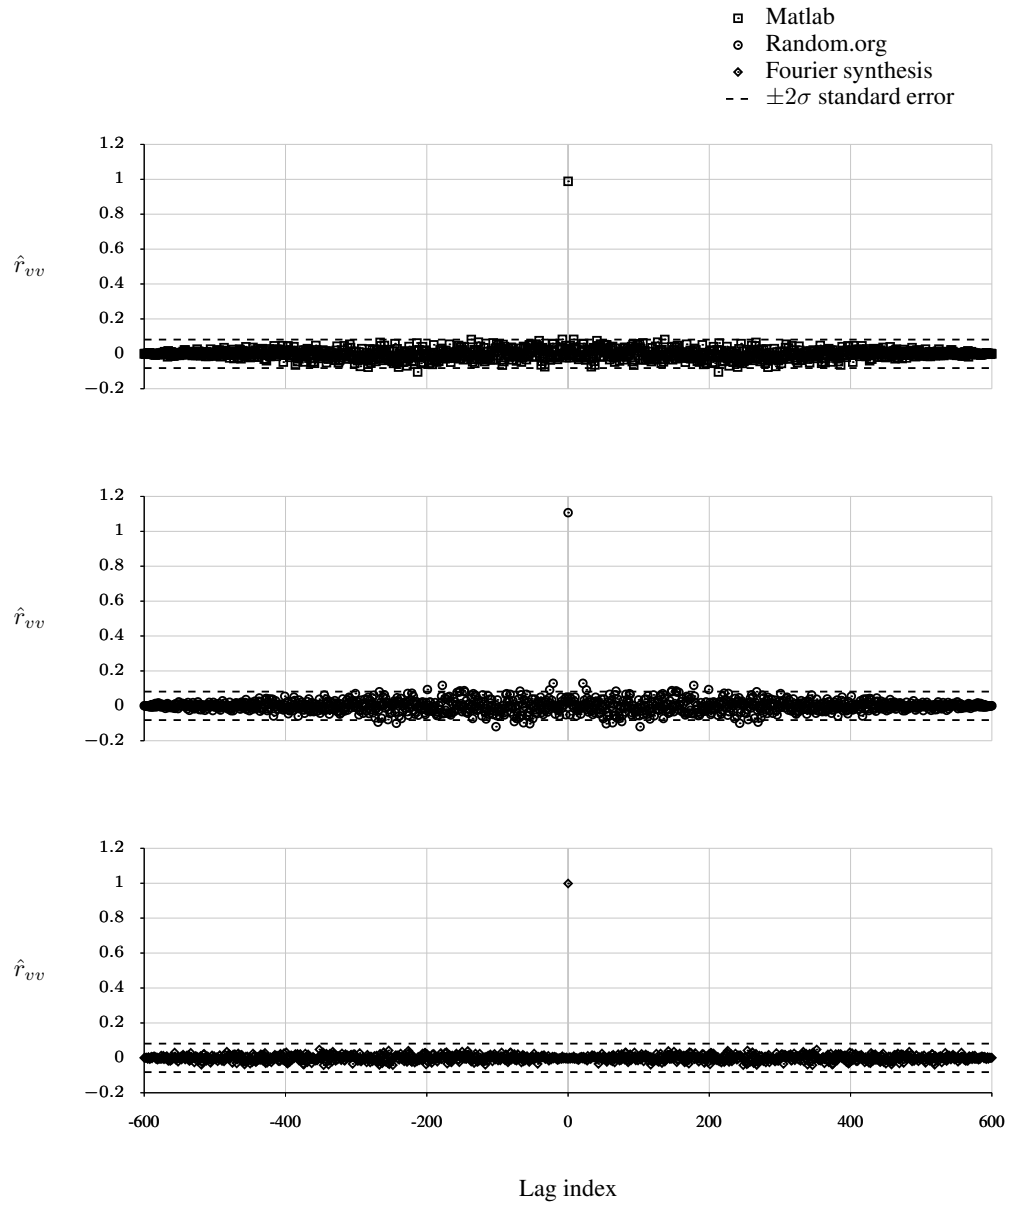 Matlab
Random.org
Fourier synthesis
±2σ standard error
1.2
1
0.8
0.6
0.4
0.2
0
−0.2
r̂vv
1.2
1
0.8
0.6
0.4
0.2
0
−0.2
r̂vv
1.2
1
0.8
0.6
0.4
0.2
0
−0.2
r̂vv
-600 -400 -200 0 200 400 600
Lag index